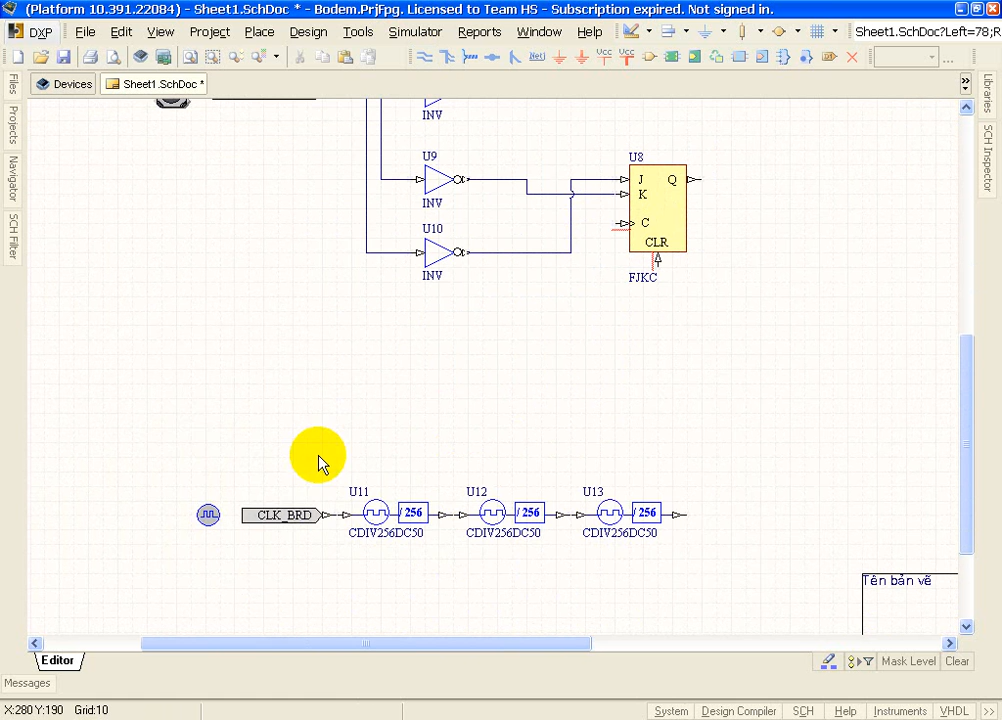 (Platform 10.391.22084) - Sheet1.SchDoc * - Bodem.PrjFpg. Licensed to Team HS - Subscription expired. Not signed in.
DXP File Edit View Project Place Design Tools Simulator Reports Window Help Sheet1.SchDoc?Left=78;R
Vcc Vcc Net ...
Devices Sheet1.SchDoc *
Files
Projects
Navigator
SCH Filter
Libraries
SCH Inspector
INV
U9
INV
U10
INV
U8
J Q
K
C
CLR
FJKC
CLK_BRD
U11 U12 U13
/ 256 / 256 / 256
CDIV256DC50 CDIV256DC50 CDIV256DC50
Tên bản vẽ
Editor
Mask Level Clear
Messages
X:280 Y:190 Grid:10
System Design Compiler SCH Help Instruments VHDL >>